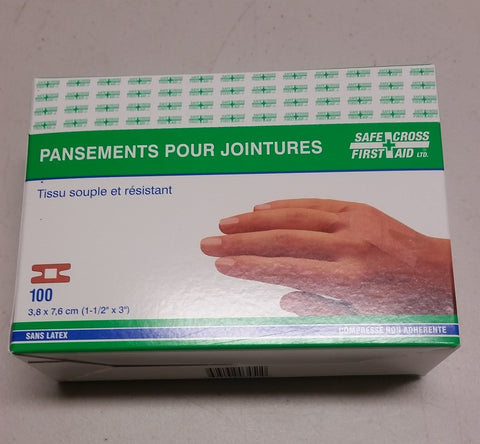 PANSEMENTS POUR JOINTURES
SAFE CROSS
FIRST AID LTD.
Tissu souple et résistant
100
3,8 x 7,6 cm (1-1/2" x 3")
SANS LATEX
COMPRESSE NON ADHÉRENTE